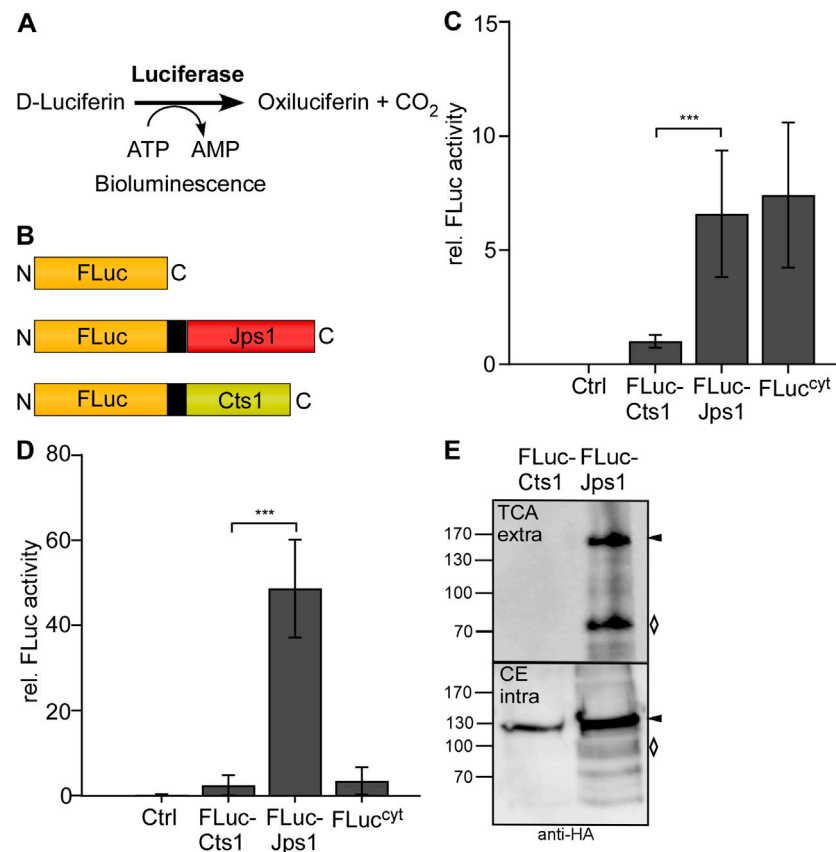 A
Luciferase
D-Luciferin Oxiluciferin + CO2
ATP AMP
Bioluminescence
B
N FLuc C
N FLuc Jps1 C
N FLuc Cts1 C
C
rel. FLuc activity
15
10
5
0
***
Ctrl FLuc-Cts1 FLuc-Jps1 FLuccyt
D
rel. FLuc activity
80
60
40
20
0
***
Ctrl FLuc-Cts1 FLuc-Jps1 FLuccyt
E
FLuc-Cts1 FLuc-Jps1
TCA extra
170
130
100
70
CE intra
170
130
100
70
anti-HA